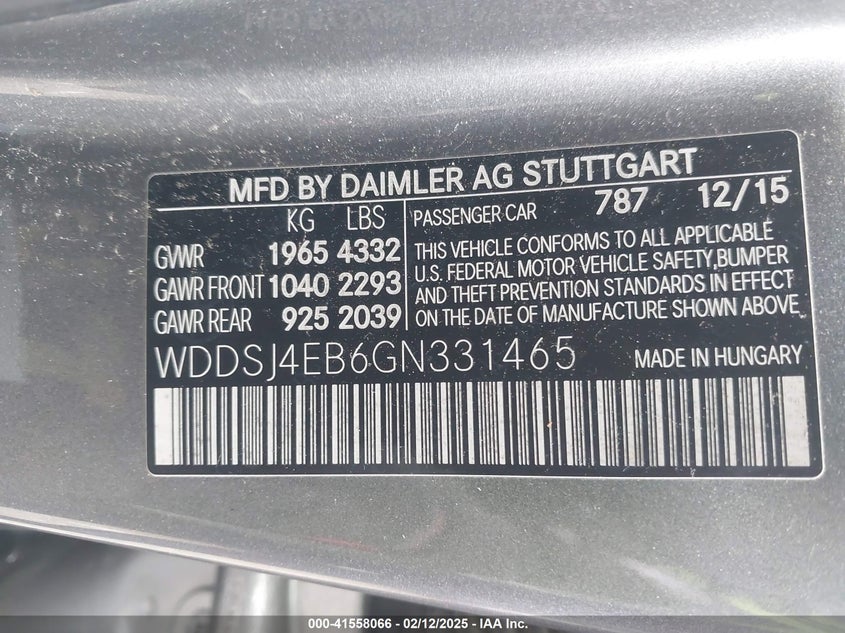 MFD BY DAIMLER AG STUTTGART
KG LBS
GVWR 1965 4332
GAWR FRONT 1040 2293
GAWR REAR 925 2039
PASSENGER CAR 787 12/15
THIS VEHICLE CONFORMS TO ALL APPLICABLE
U.S. FEDERAL MOTOR VEHICLE SAFETY, BUMPER
AND THEFT PREVENTION STANDARDS IN EFFECT
ON THE DATE OF MANUFACTURE SHOWN ABOVE.
WDDSJ4EB6GN331465 MADE IN HUNGARY
000-41558066 - 02/12/2025 - IAA Inc.